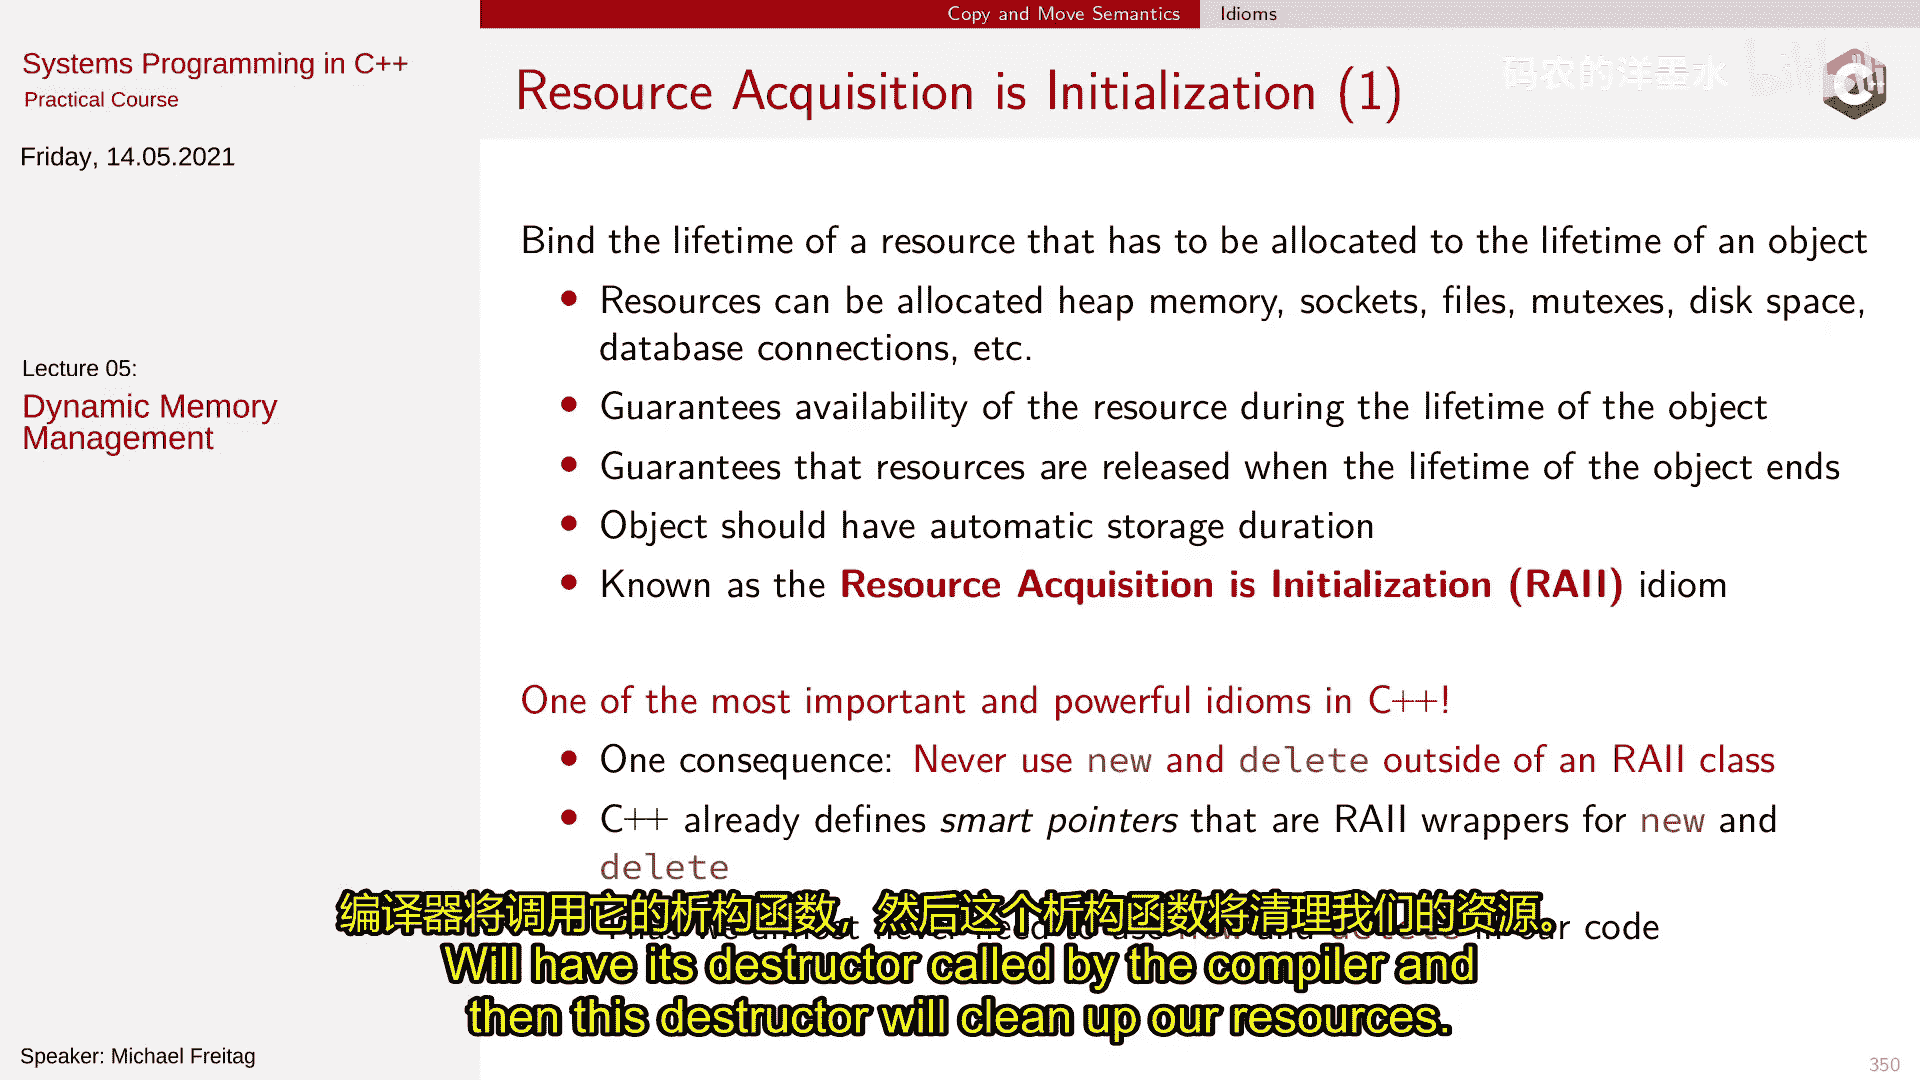 Copy and Move Semantics
Idioms
Systems Programming in C++
Practical Course
Friday, 14.05.2021
Lecture 05:
Dynamic Memory
Management
Speaker: Michael Freitag
Resource Acquisition is Initialization (1)
码农的洋墨水
Bind the lifetime of a resource that has to be allocated to the lifetime of an object
• Resources can be allocated heap memory, sockets, files, mutexes, disk space,
database connections, etc.
• Guarantees availability of the resource during the lifetime of the object
• Guarantees that resources are released when the lifetime of the object ends
• Object should have automatic storage duration
• Known as the Resource Acquisition is Initialization (RAII) idiom
One of the most important and powerful idioms in C++!
• One consequence: Never use new and delete outside of an RAII class
• C++ already defines smart pointers that are RAII wrappers for new and
delete
our code
编译器将调用它的析构函数，然后这个析构函数将清理我们的资源。
Will have its destructor called by the compiler and
then this destructor will clean up our resources.
350